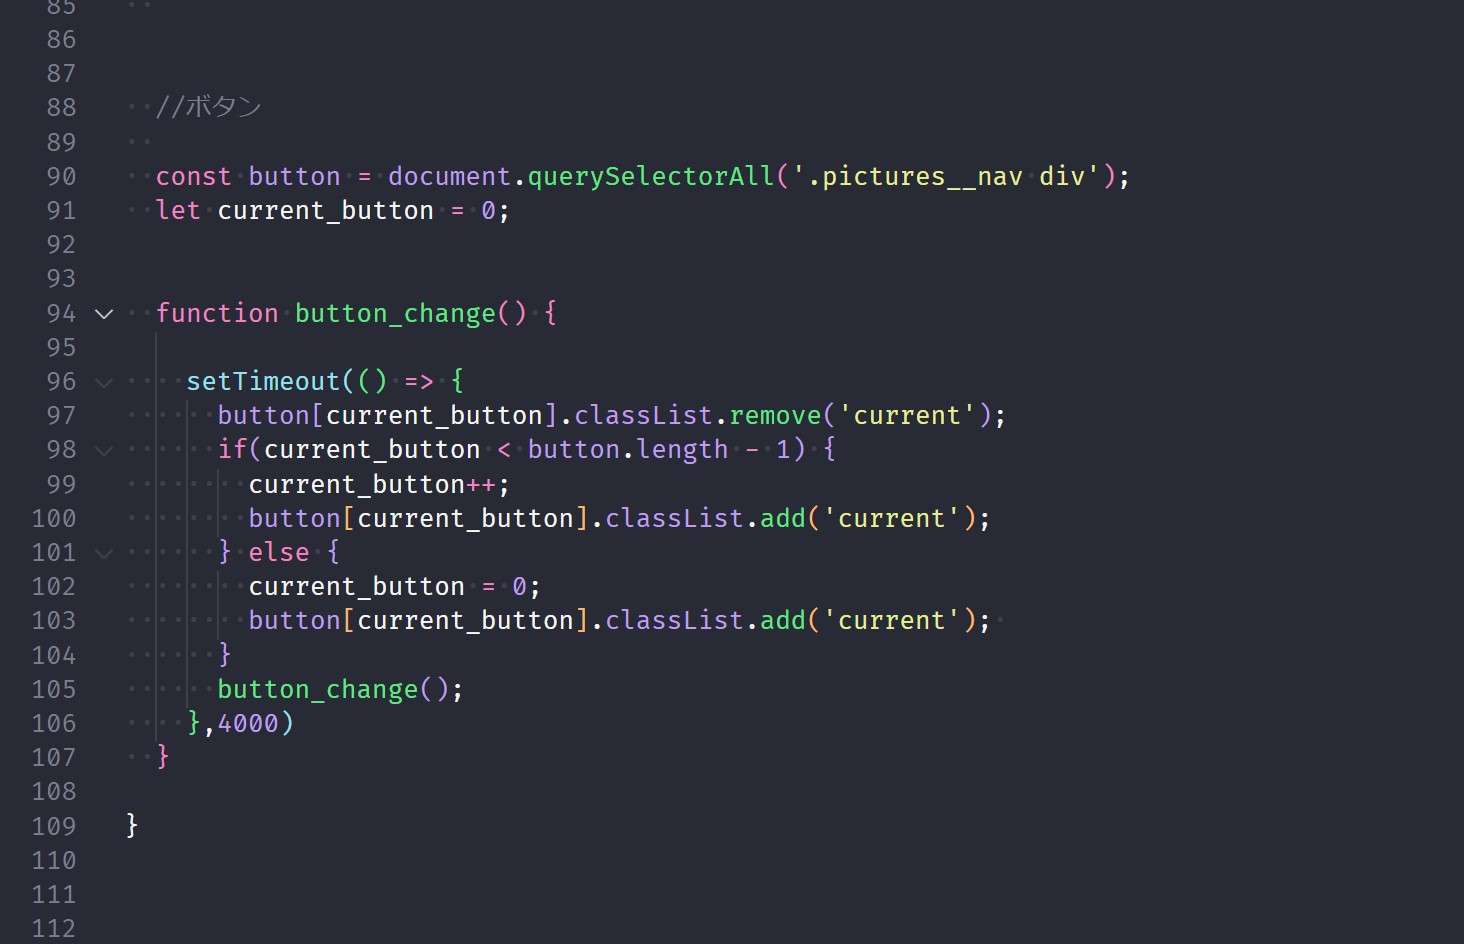 85
86
87
88 //ボタン
89
90 const button = document.querySelectorAll('.pictures__nav div');
91 let current_button = 0;
92
93
94 function button_change() {
95
96 setTimeout(() => {
97 button[current_button].classList.remove('current');
98 if(current_button < button.length - 1) {
99 current_button++;
100 button[current_button].classList.add('current');
101 } else {
102 current_button = 0;
103 button[current_button].classList.add('current');
104 }
105 button_change();
106 },4000)
107 }
108
109 }
110
111
112